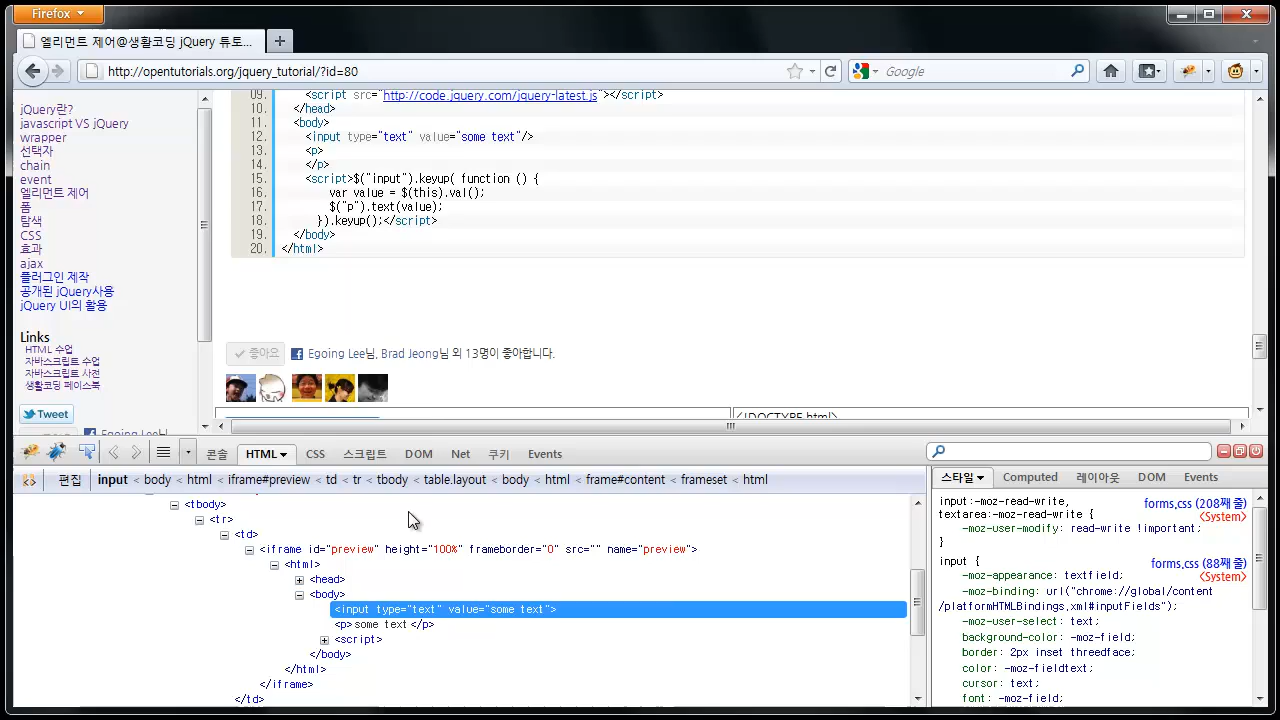 Firefox
엘리먼트 제어@생활코딩 jQuery 튜토...
http://opentutorials.org/jquery_tutorial/?id=80
Google
jQuery란?
javascript VS jQuery
wrapper
선택자
chain
event
엘리먼트 제어
폼
탐색
CSS
효과
ajax
플러그인 제작
공개된 jQuery사용
jQuery UI의 활용
Links
HTML 수업
자바스크립트 수업
자바스크립트 사전
생활코딩 페이스북
Tweet
Egoing Lee님
09. <script src="http://code.jquery.com/jquery-latest.js"></script>
10. </head>
11. <body>
12. <input type="text" value="some text"/>
13. <p>
14. </p>
15. <script>$("input").keyup( function () {
16. var value = $(this).val();
17. $("p").text(value);
18. }).keyup();</script>
19. </body>
20. </html>
좋아요 Egoing Lee님, Brad Jeong님 외 13명이 좋아합니다.
<!DOCTYPE html>
콘솔 HTML CSS 스크립트 DOM Net 쿠키 Events
편집 input < body < html < iframe#preview < td < tr < tbody < table.layout < body < html < frame#content < frameset < html
<tbody>
<tr>
<td>
<iframe id="preview" height="100%" frameborder="0" src="" name="preview">
<html>
<head>
<body>
<input type="text" value="some text">
<p>some text</p>
<script>
</body>
</html>
</iframe>
</td>
스타일 Computed 레이아웃 DOM Events
input:-moz-read-write, forms.css (208째 줄)
textarea:-moz-read-write { <System>
-moz-user-modify: read-write !important;
}
input { forms.css (88째 줄)
-moz-appearance: textfield; <System>
-moz-binding: url("chrome://global/content
/platformHTMLBindings.xml#inputFields");
-moz-user-select: text;
background-color: -moz-field;
border: 2px inset threedface;
color: -moz-fieldtext;
cursor: text;
font: -moz-field;